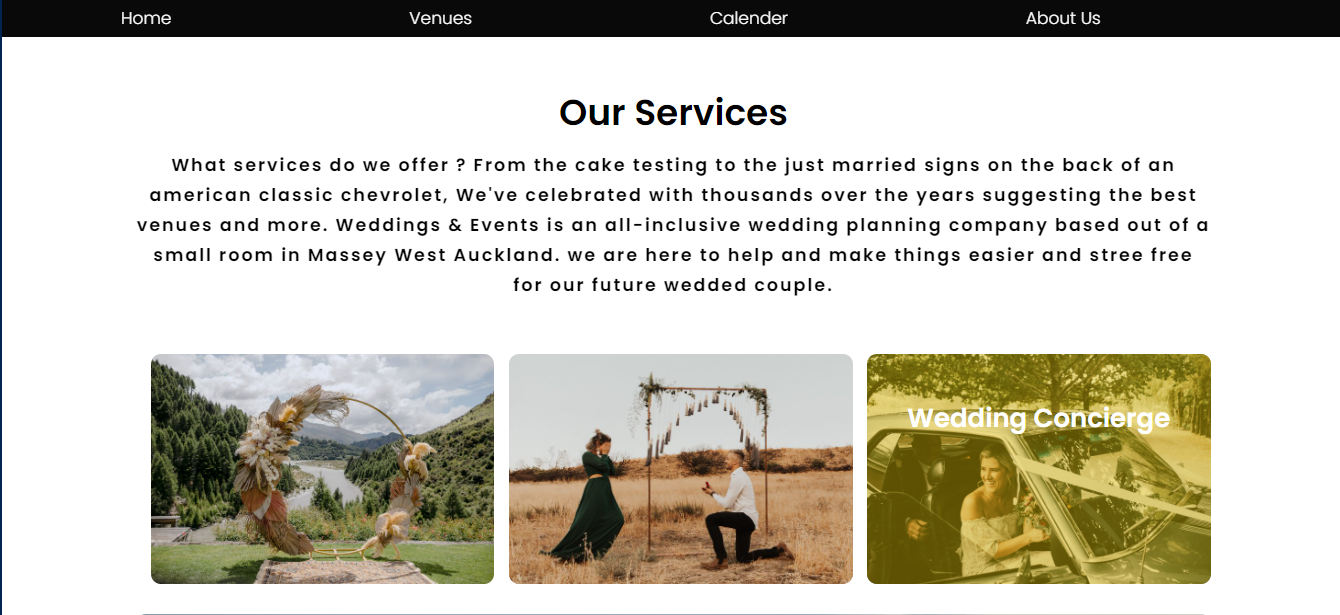 Home Venues Calender About Us
Our Services
What services do we offer ? From the cake testing to the just married signs on the back of an
american classic chevrolet, We've celebrated with thousands over the years suggesting the best
venues and more. Weddings & Events is an all-inclusive wedding planning company based out of a
small room in Massey West Auckland. we are here to help and make things easier and stree free
for our future wedded couple.
Wedding Concierge